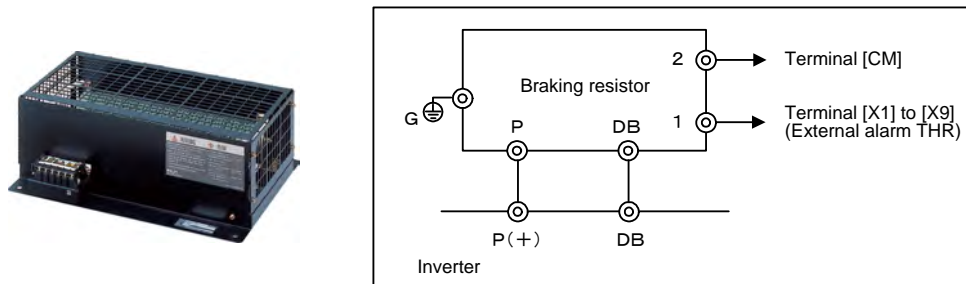 2
Terminal [CM]
Braking resistor
G
1
Terminal [X1] to [X9]
(External alarm THR)
P
DB
P(+)
DB
Inverter